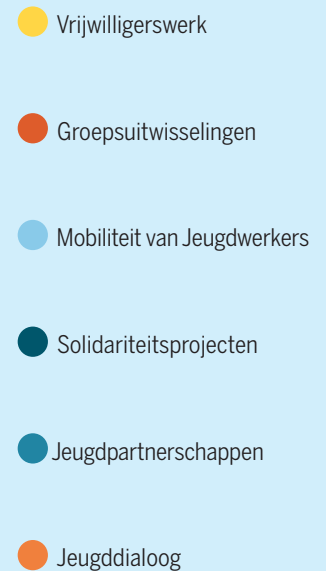 Vrijwilligerswerk
Groepsuitwisselingen
Mobiliteit van Jeugdwerkers
Solidariteitsprojecten
Jeugdpartnerschappen
Jeugddialoog